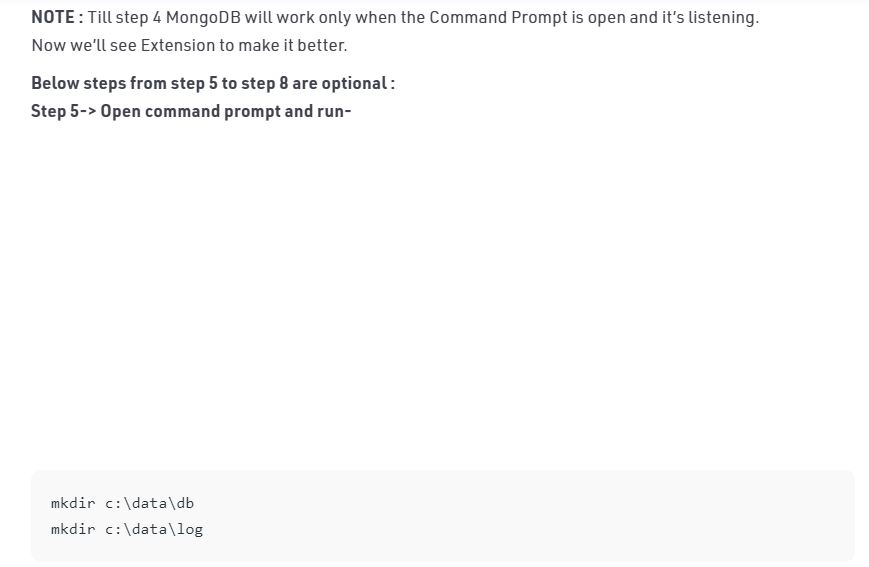 NOTE : Till step 4 MongoDB will work only when the Command Prompt is open and it’s listening.
Now we’ll see Extension to make it better.
Below steps from step 5 to step 8 are optional :
Step 5-> Open command prompt and run-
mkdir c:\data\db
mkdir c:\data\log